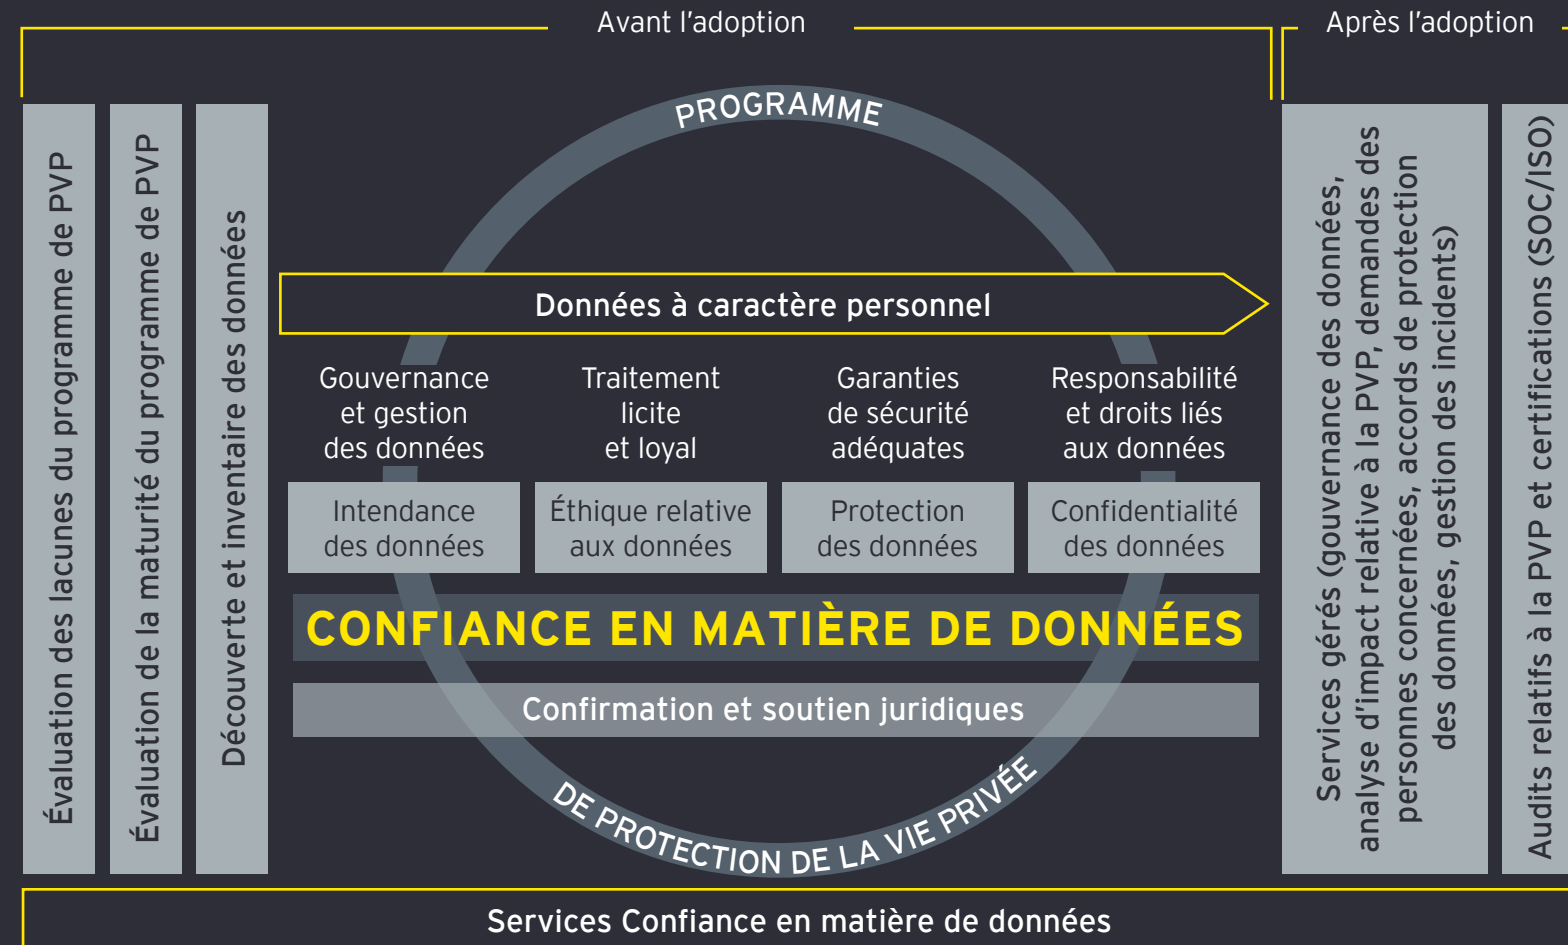 Avant l'adoption
Après l'adoption
Évaluation des lacunes du programme de PVP
Évaluation de la maturité du programme de PVP
Découverte et inventaire des données
PROGRAMME
Données à caractère personnel
Gouvernance
et gestion
des données
Traitement
licite
et loyal
Garanties
de sécurité
adéquates
Responsabilité
et droits liés
aux données
Intendance
des données
Éthique relative
aux données
Protection
des données
Confidentialité
des données
CONFIANCE EN MATIÈRE DE DONNÉES
Confirmation et soutien juridiques
DE PROTECTION DE LA VIE PRIVÉE
Services gérés (gouvernance des données,
analyse d'impact relative à la PVP, demandes des
personnes concernées, accords de protection
des données, gestion des incidents)
Audits relatifs à la PVP et certifications (SOC/ISO)
Services Confiance en matière de données